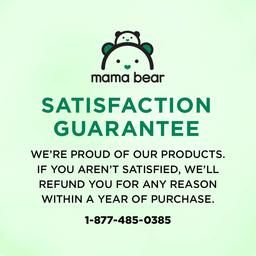 mama bear
SATISFACTION
GUARANTEE
WE'RE PROUD OF OUR PRODUCTS.
IF YOU AREN'T SATISFIED, WE'LL
REFUND YOU FOR ANY REASON
WITHIN A YEAR OF PURCHASE.
1-877-485-0385